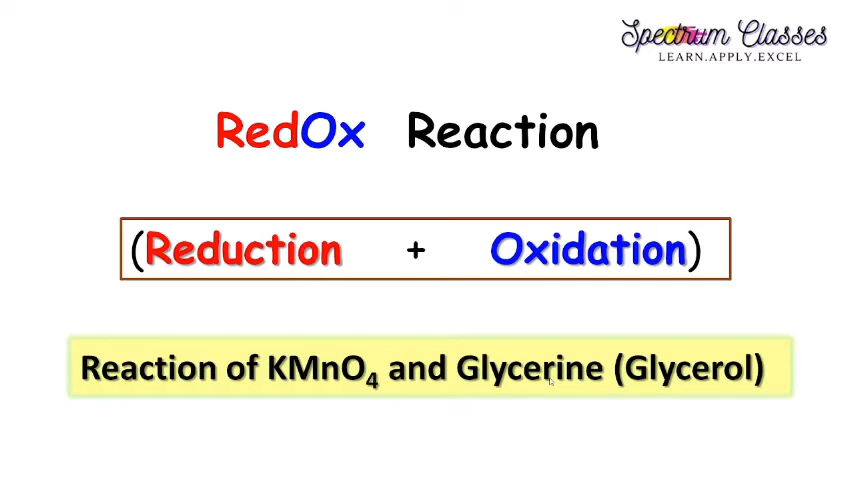 Spectrum Classes
LEARN.APPLY.EXCEL
RedOx Reaction
(Reduction + Oxidation)
Reaction of KMnO₄ and Glycerine (Glycerol)